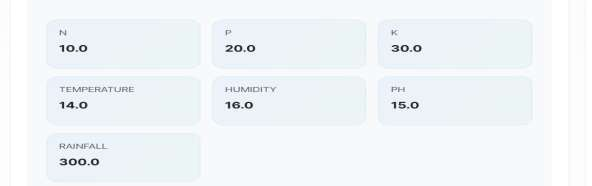 N
P
K
10.0
20.0
30.0
TEMPERATURE
HUMIDITY
PH
14.0
16.0
15.0
RAINFALL
300.0